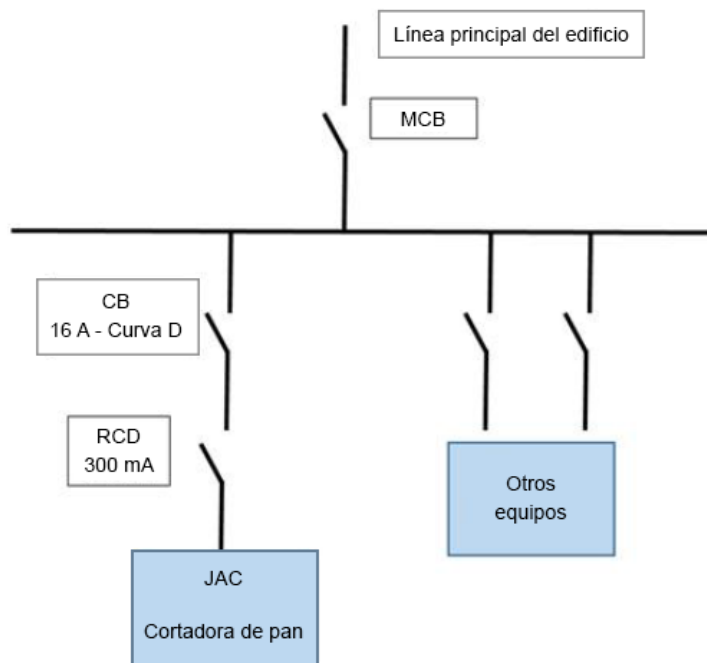 Línea principal del edificio
MCB
CB
16 A - Curva D
RCD
300 mA
Otros
equipos
JAC
Cortadora de pan